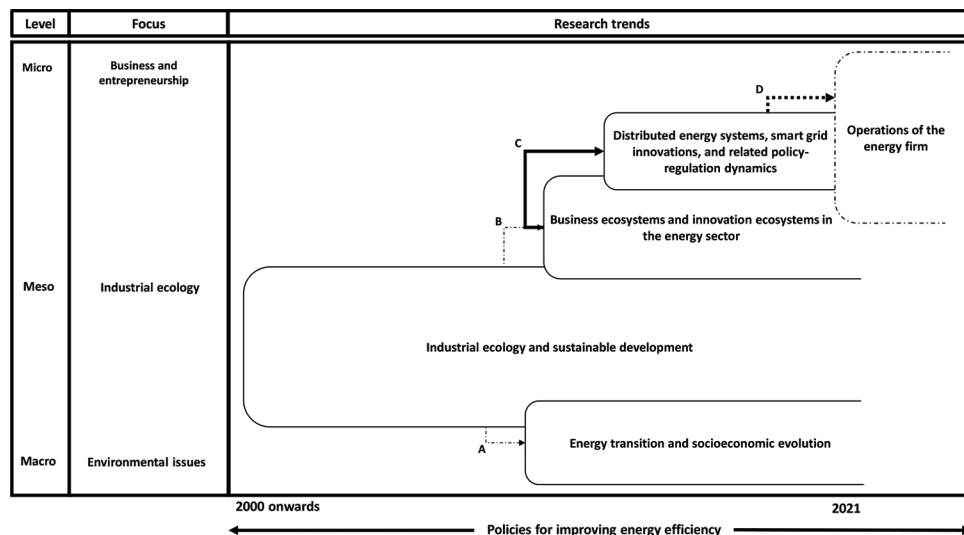 Level
Focus
Research trends
Micro
Business and
entrepreneurship
D
Operations of the
energy firm
Distributed energy systems, smart grid
innovations, and related policy-
regulation dynamics
C
B
Business ecosystems and innovation ecosystems in
the energy sector
Meso
Industrial ecology
Industrial ecology and sustainable development
A
Energy transition and socioeconomic evolution
Macro
Environmental issues
2000 onwards
2021
Policies for improving energy efficiency